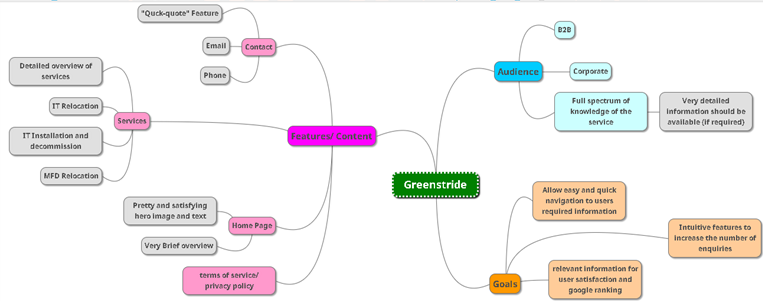 "Quck-quote" Feature
Email
Contact
Phone
Detailed overview of
services
IT Relocation
Services
IT Installation and
decommission
MFD Relocation
Features/ Content
Pretty and satisfying
hero image and text
Home Page
Very Brief overview
terms of service/
privacy policy
Greenstride
B2B
Audience
Corporate
Full spectrum of
knowledge of the
service
Very detailed
information should be
available (if required)
Allow easy and quick
navigation to users
required information
Intuitive features to
increase the number of
enquiries
Goals
relevant information for
user satisfaction and
google ranking